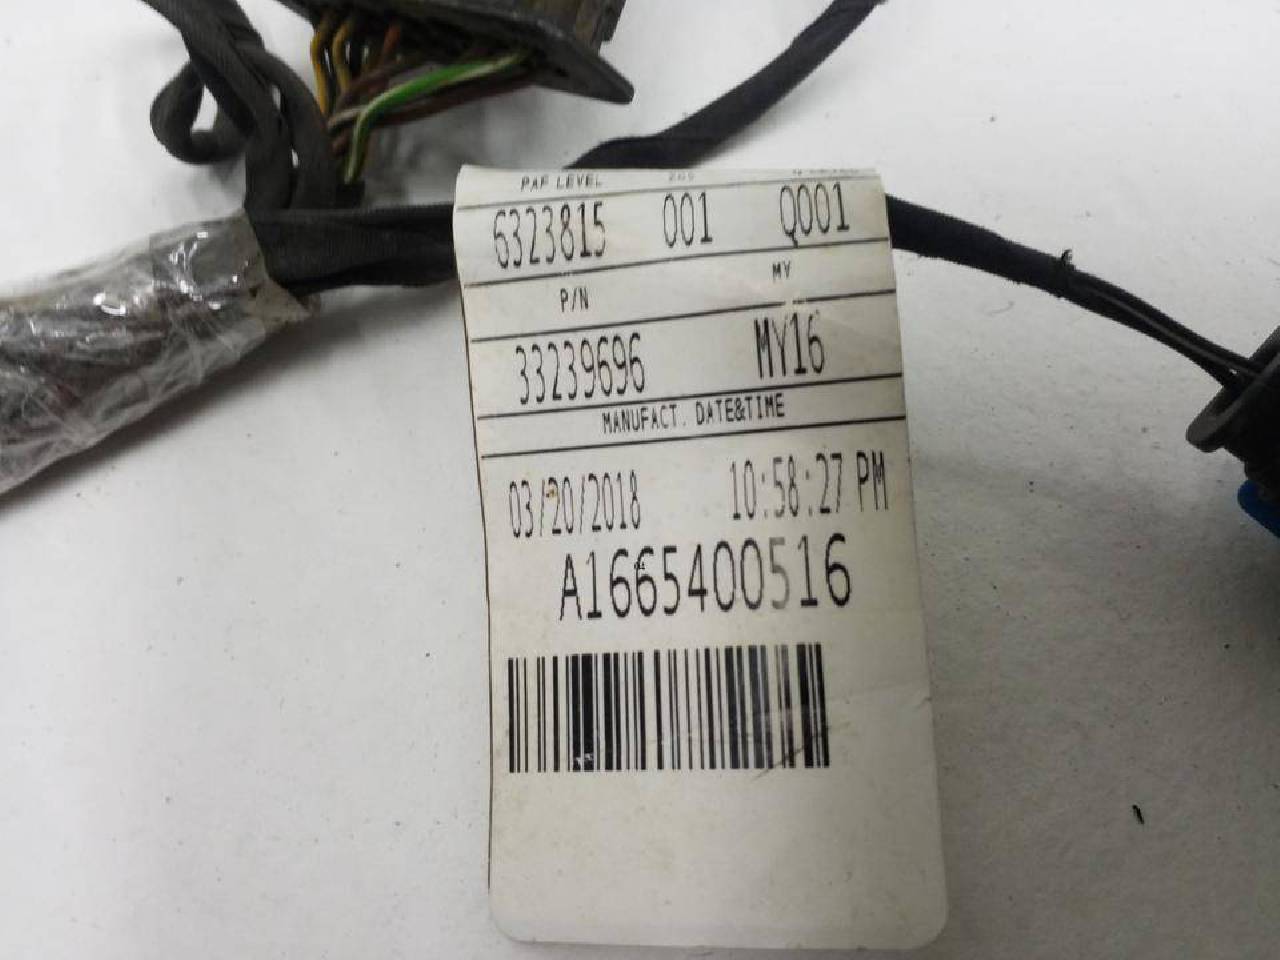 PAF LEVEL ZGS
6323815 001 Q001
P/N MY
33239696 MY16
MANUFACT. DATE&TIME
03/20/2018 10:58:27 PM
A1665400516